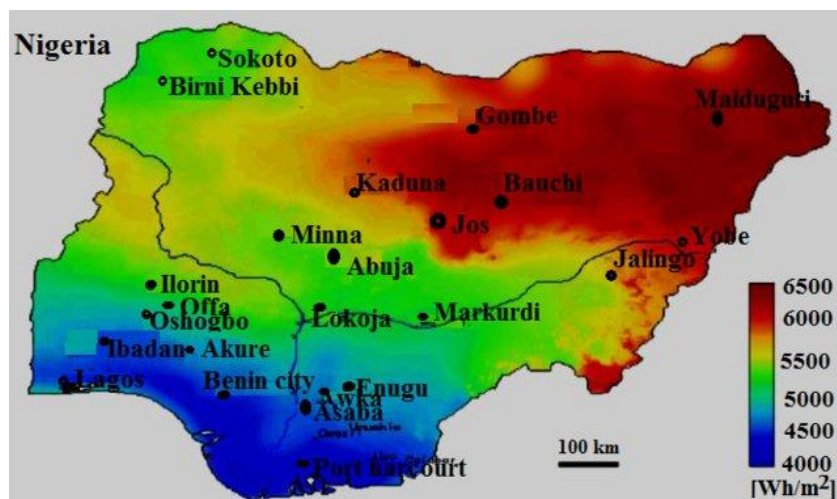 Nigeria
Sokoto
Birni Kebbi
Maiduguri
Gombe
Kaduna
Bauchi
Jos
Minna
Yobe
Abuja
Jalingo
Ilorin
6500
Offa
Lokoja
Markurdi
6000
Oshogbo
Ibadan
Akure
5500
Lagos
Benin city
Enugu
5000
Awka
Asaba
4500
Umuahia
Owerri
100 km
Port harcourt
4000
[Wh/m²]